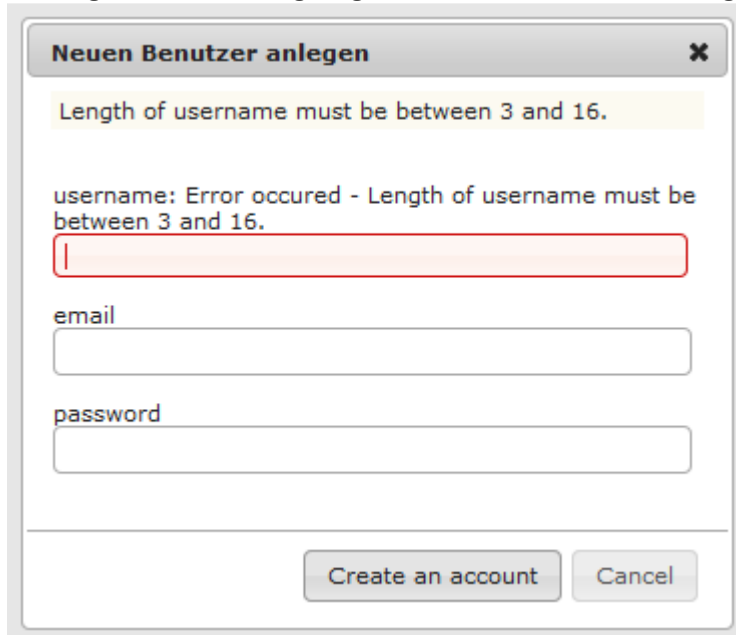 Neuen Benutzer anlegen
Length of username must be between 3 and 16.
username: Error occured - Length of username must be
between 3 and 16.
email
password
Create an account
Cancel